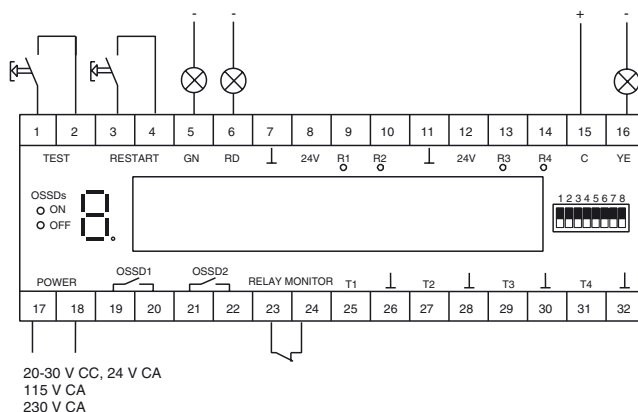 - - + -
1 2 3 4 5 6 7 8 9 10 11 12 13 14 15 16
TEST RESTART GN RD 24V R1 R2 24V R3 R4 C YE
OSSDs
ON
OFF
8.
1 2 3 4 5 6 7 8
POWER OSSD1 OSSD2 RELAY MONITOR T1 T2 T3 T4
17 18 19 20 21 22 23 24 25 26 27 28 29 30 31 32
20-30 V CC, 24 V CA
115 V CA
230 V CA